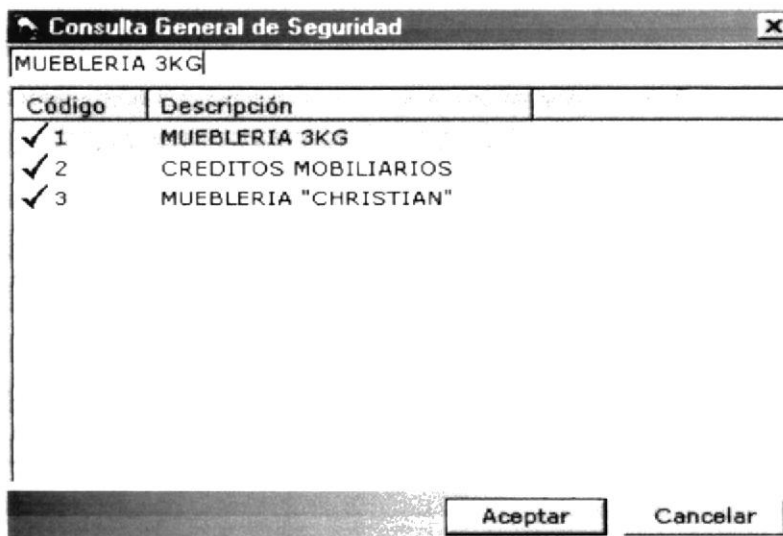 Consulta General de Seguridad
MUEBLERIA 3KG
Código Descripción
1 MUEBLERIA 3KG
2 CREDITOS MOBILIARIOS
3 MUEBLERIA "CHRISTIAN"
Aceptar Cancelar